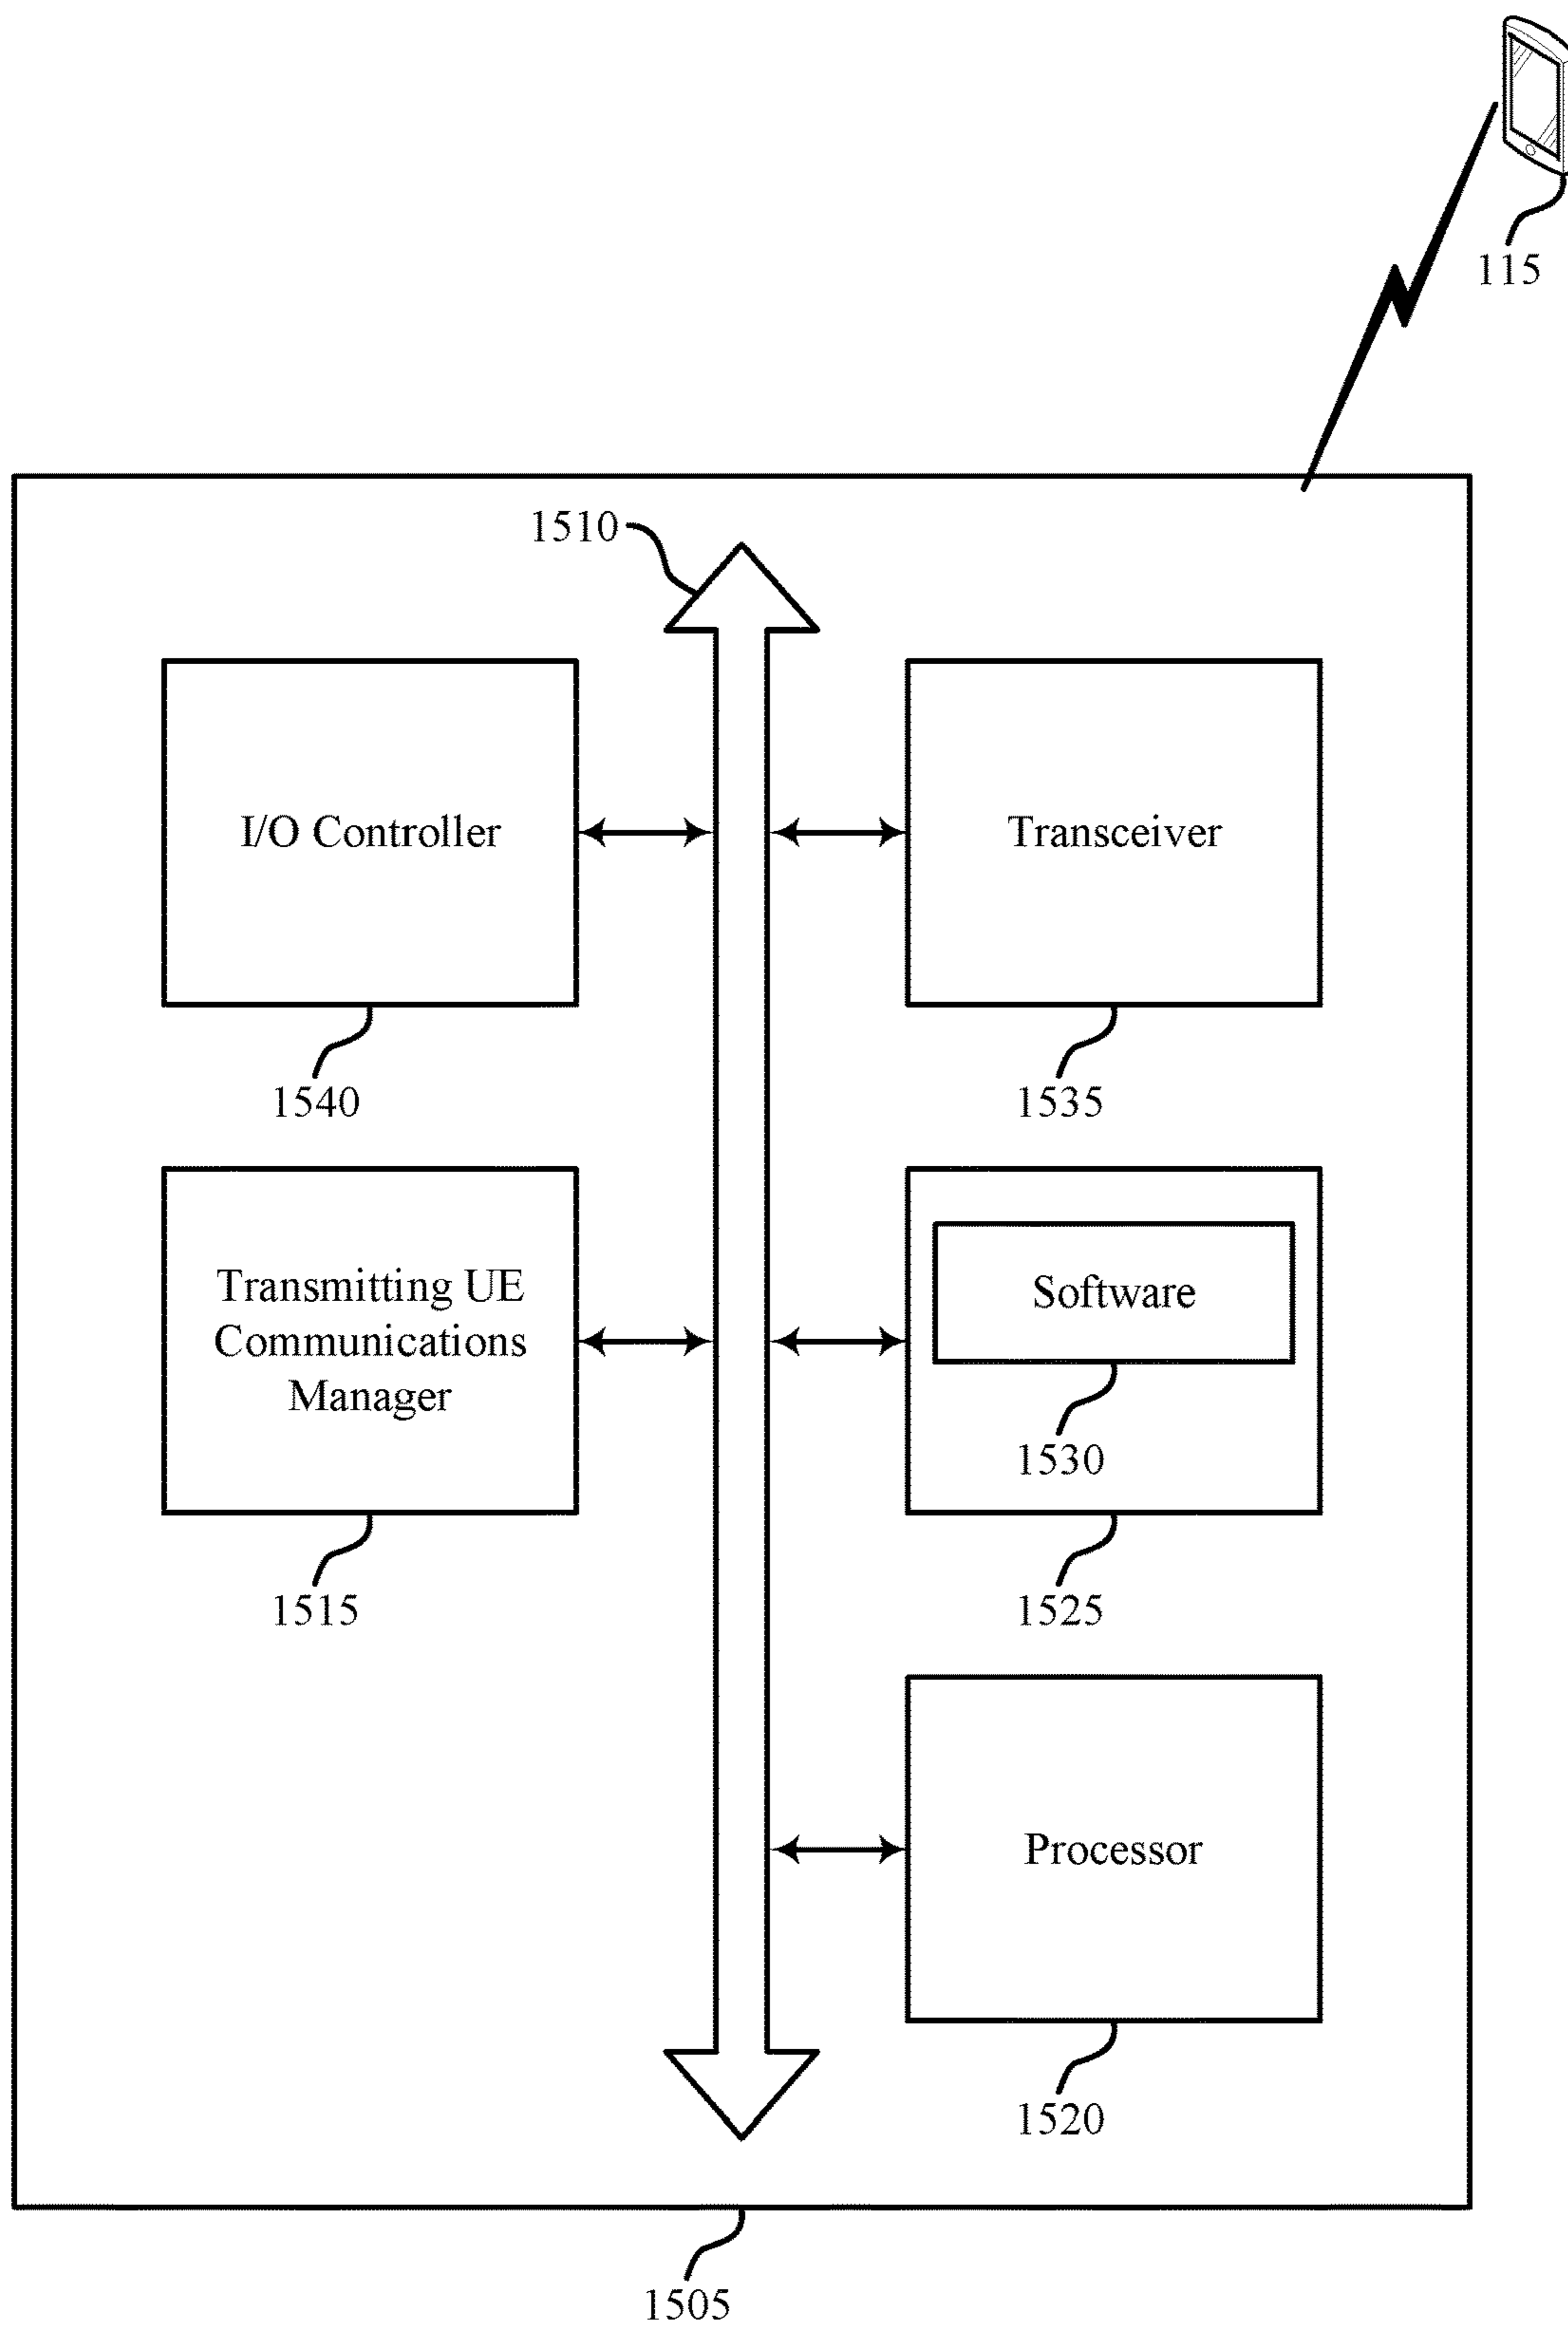 115
1510
I/O Controller
Transceiver
1540
1535
Transmitting UE
Communications
Manager
Software
1530
1515
1525
Processor
1520
1505